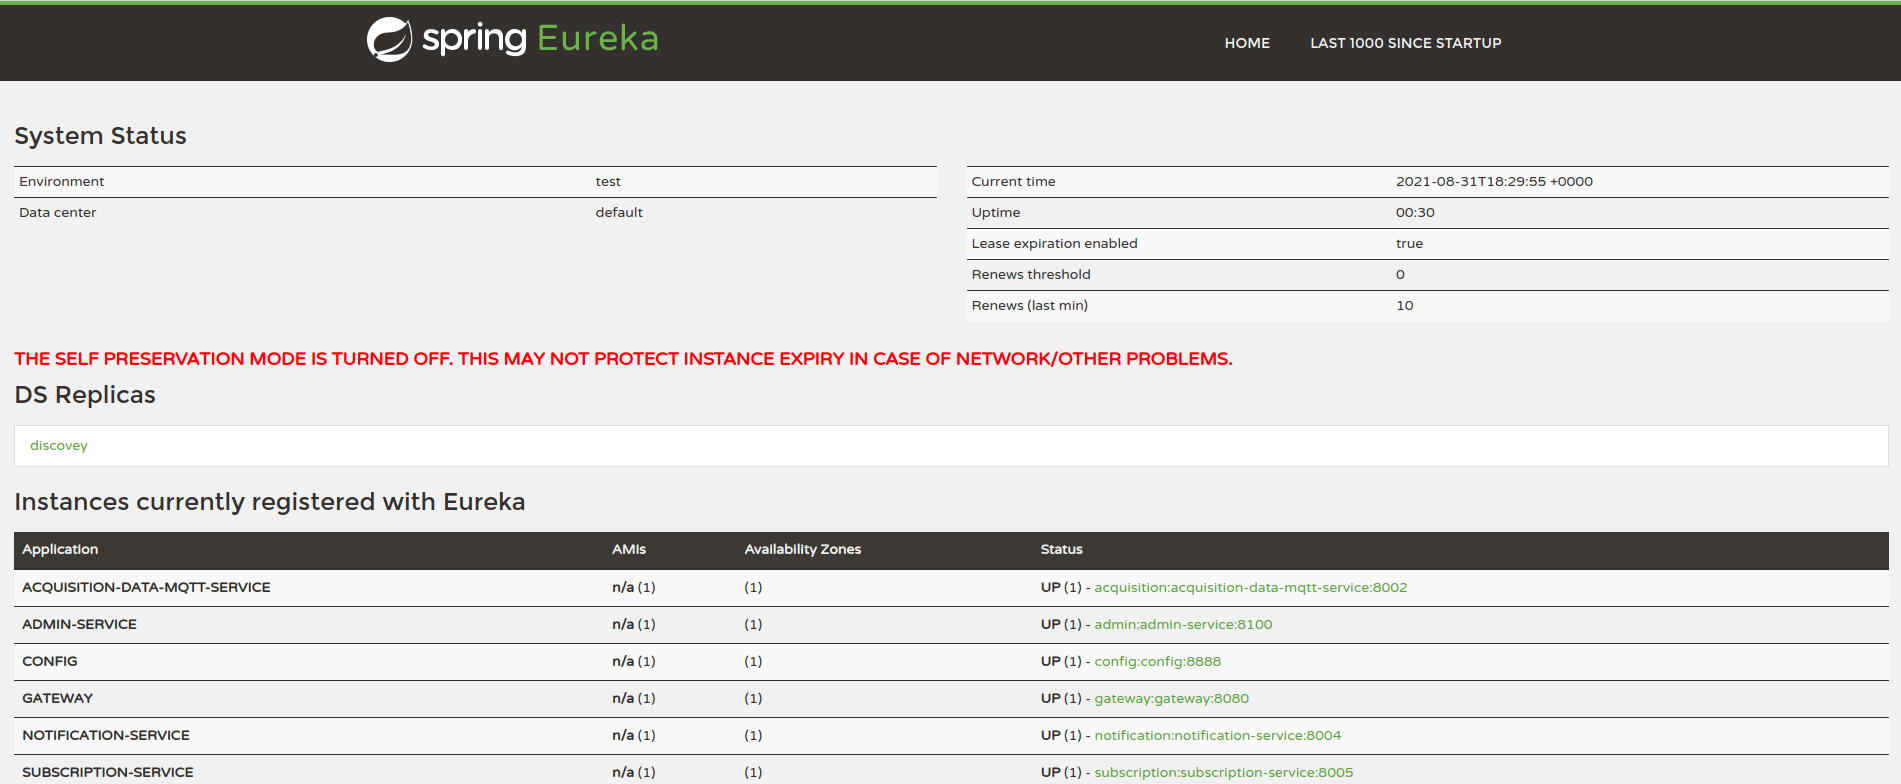 spring Eureka
HOME LAST 1000 SINCE STARTUP
System Status
Environment test
Data center default
Current time 2021-08-31T18:29:55 +0000
Uptime 00:30
Lease expiration enabled true
Renews threshold 0
Renews (last min) 10
THE SELF PRESERVATION MODE IS TURNED OFF. THIS MAY NOT PROTECT INSTANCE EXPIRY IN CASE OF NETWORK/OTHER PROBLEMS.
DS Replicas
discovey
Instances currently registered with Eureka
Application AMIs Availability Zones Status
ACQUISITION-DATA-MQTT-SERVICE n/a (1) (1) UP (1) - acquisition:acquisition-data-mqtt-service:8002
ADMIN-SERVICE n/a (1) (1) UP (1) - admin:admin-service:8100
CONFIG n/a (1) (1) UP (1) - config:config:8888
GATEWAY n/a (1) (1) UP (1) - gateway:gateway:8080
NOTIFICATION-SERVICE n/a (1) (1) UP (1) - notification:notification-service:8004
SUBSCRIPTION-SERVICE n/a (1) (1) UP (1) - subscription:subscription-service:8005